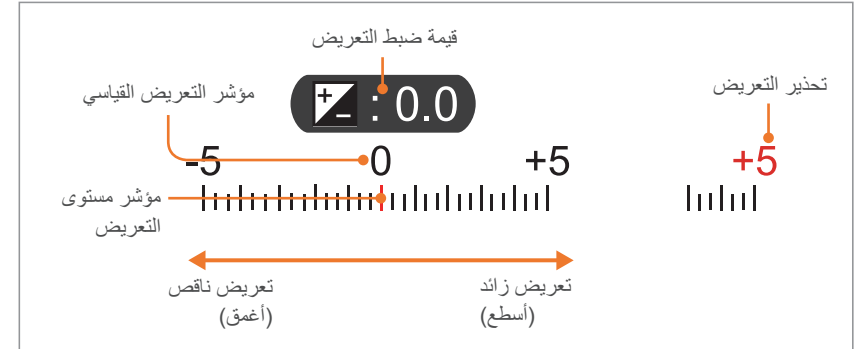 قيمة ضبط التعريض
تحذير التعريض
مؤشر التعريض القياسي
+ − : 0.0
-5 0 +5 +5
مؤشر مستوى
التعريض
تعريض ناقص
(أغمق)
تعريض زائد
(أسطع)